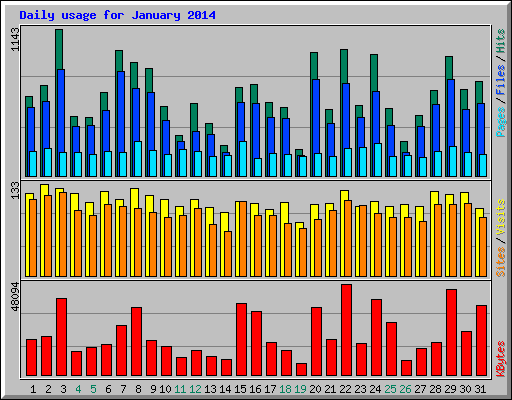 Daily usage for January 2014
1143
Pages / Files / Hits
133
Sites / Visits
48094
KBytes
1 2 3 4 5 6 7 8 9 10 11 12 13 14 15 16 17 18 19 20 21 22 23 24 25 26 27 28 29 30 31